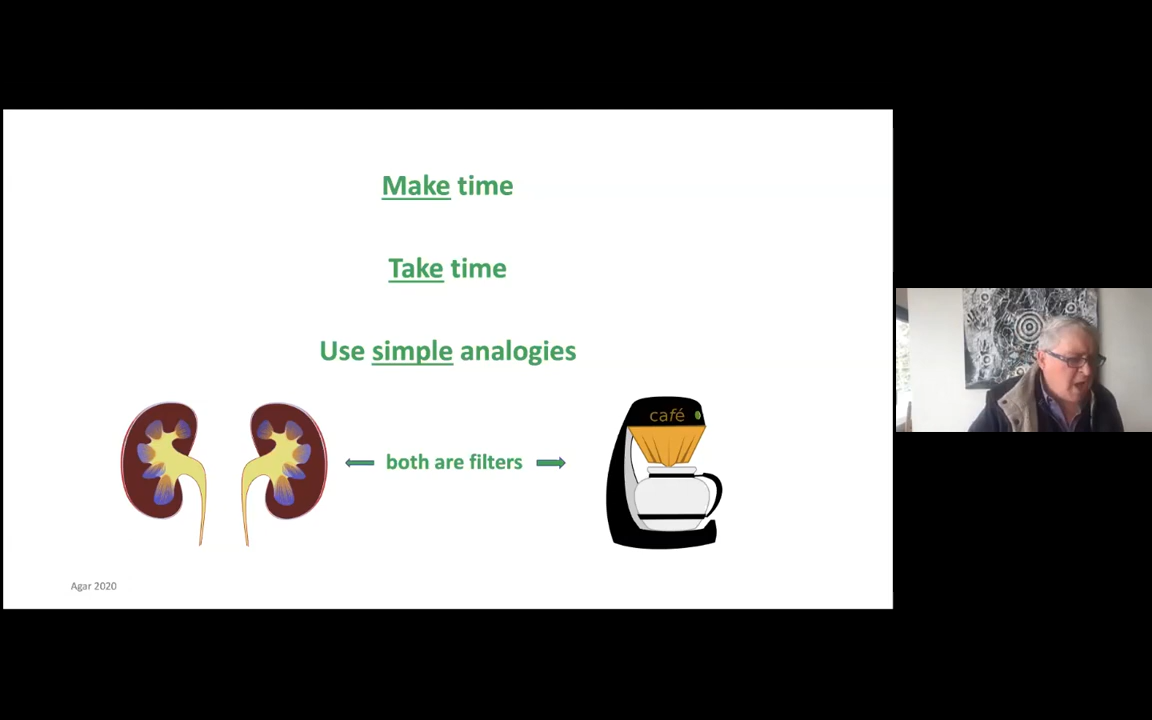 Make time
Take time
Use simple analogies
café
both are filters
Agar 2020